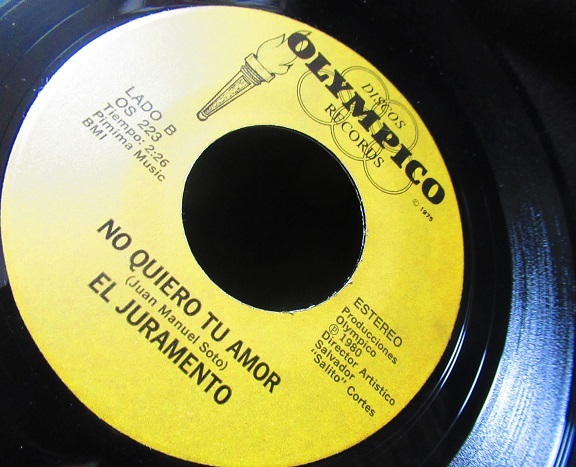 DISCOS
OLYMPICO
RECORDS
© 1975
LADO B
OS 223
Tiempo: 2:26
Pimima Music
BMI
ESTEREO
Producciones
Olympico
℗ 1980
Director Artistico
Salvador
"Salito" Cortes
NO QUIERO TU AMOR
(Juan Manuel Soto)
EL JURAMENTO